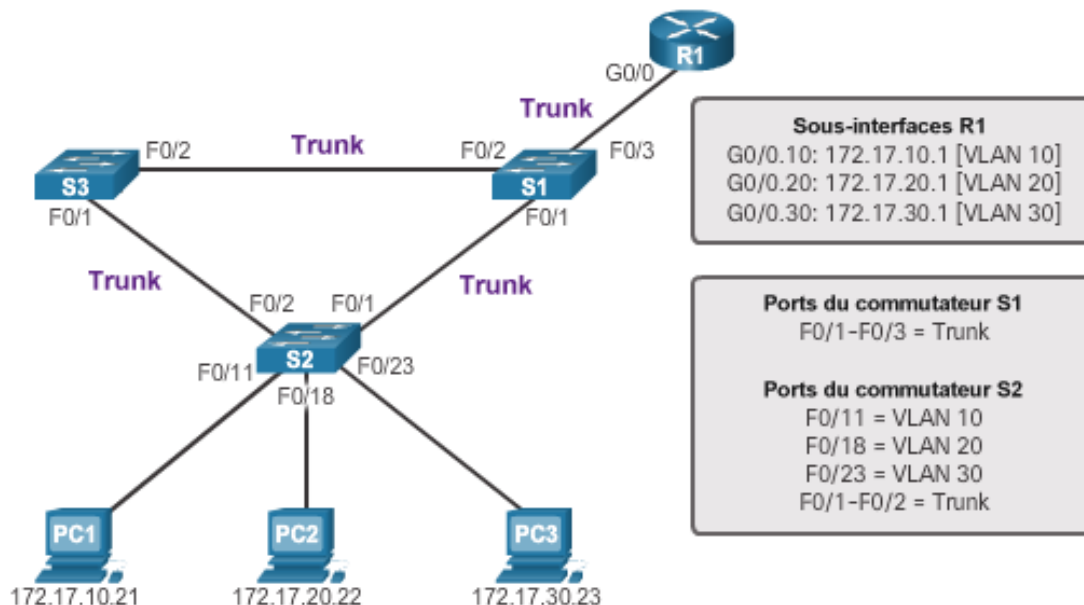 R1
G0/0
Trunk
Trunk
F0/2
F0/2
F0/3
S3
S1
F0/1
F0/1
Trunk
Trunk
F0/2
F0/1
S2
F0/11
F0/23
F0/18
PC1
PC2
PC3
172.17.10.21
172.17.20.22
172.17.30.23
Sous-interfaces R1
G0/0.10: 172.17.10.1 [VLAN 10]
G0/0.20: 172.17.20.1 [VLAN 20]
G0/0.30: 172.17.30.1 [VLAN 30]
Ports du commutateur S1
F0/1-F0/3 = Trunk
Ports du commutateur S2
F0/11 = VLAN 10
F0/18 = VLAN 20
F0/23 = VLAN 30
F0/1-F0/2 = Trunk